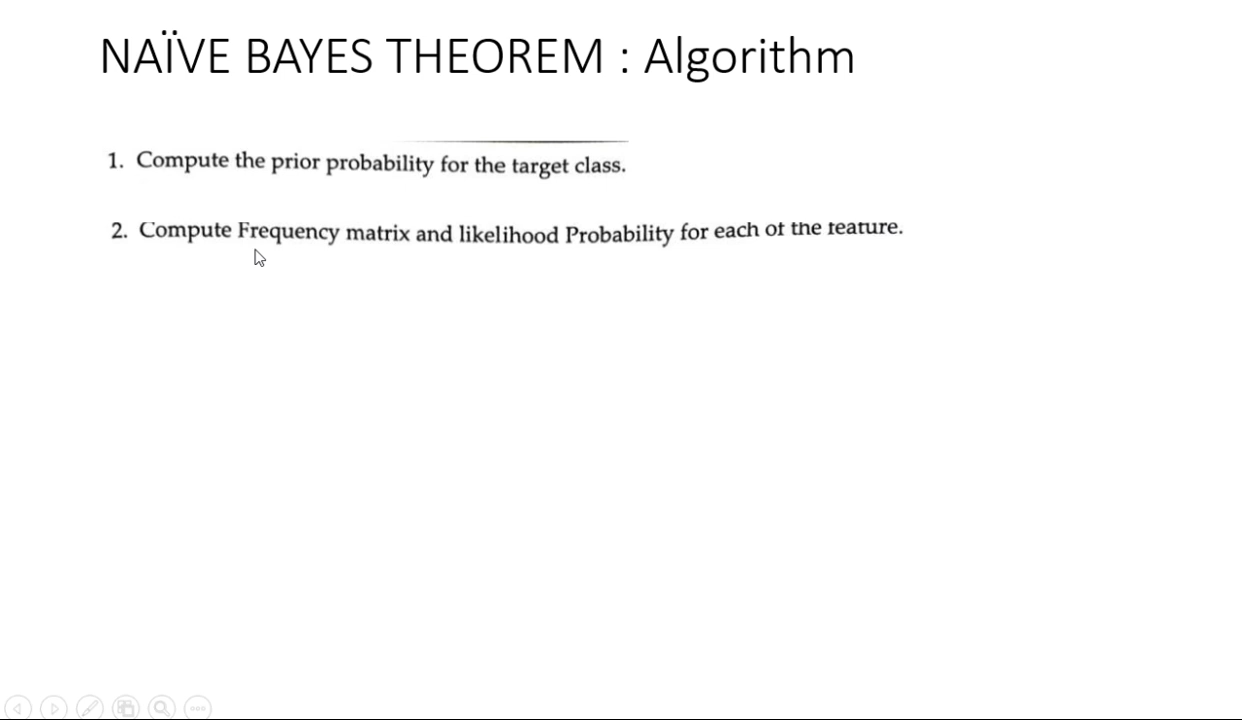 NAÏVE BAYES THEOREM : Algorithm
1. Compute the prior probability for the target class.
2. Compute Frequency matrix and likelihood Probability for each of the feature.